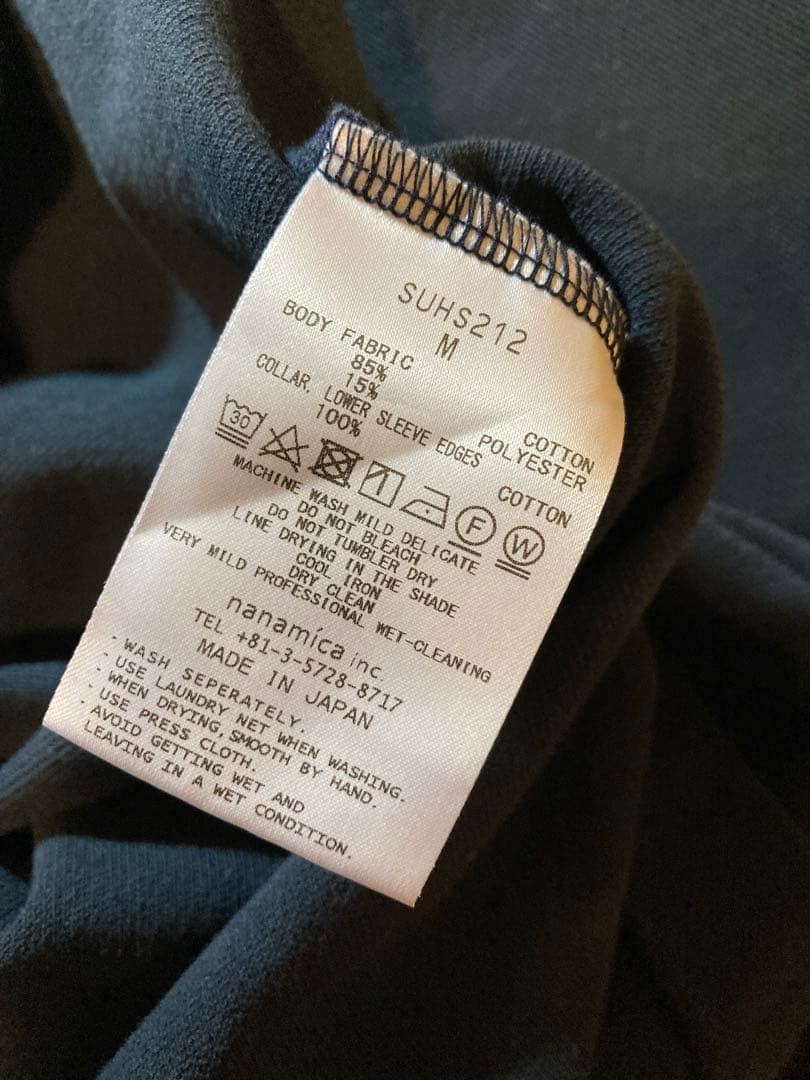 SUHS212
M
BODY FABRIC
85% COTTON
15% POLYESTER
COLLAR, LOWER SLEEVE EDGES
100% COTTON
30 F W
MACHINE WASH MILD DELICATE
DO NOT BLEACH
DO NOT TUMBLER DRY
LINE DRYING IN THE SHADE
COOL IRON
DRY CLEAN
VERY MILD PROFESSIONAL WET-CLEANING
nanamica inc.
TEL +81-3-5728-8717
MADE IN JAPAN
- WASH SEPERATELY.
- USE LAUNDRY NET WHEN WASHING.
- WHEN DRYING, SMOOTH BY HAND.
- USE PRESS CLOTH.
- AVOID GETTING WET AND
LEAVING IN A WET CONDITION.